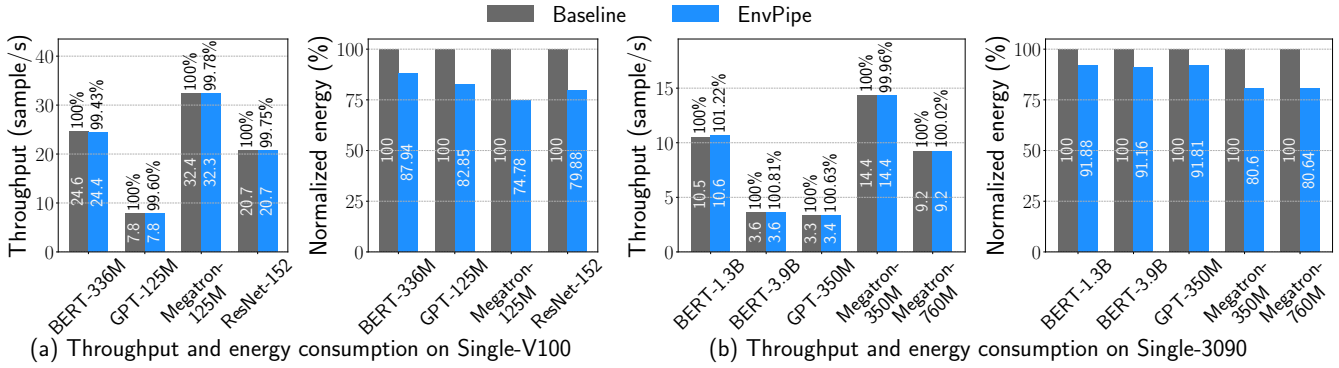 Baseline EnvPipe
Throughput (sample/s)
40
30
20
10
0
100%
99.43%
100%
99.60%
100%
99.78%
100%
99.75%
24.6
24.4
7.8
7.8
32.4
32.3
20.7
20.7
BERT-336M
GPT-125M
Megatron-
125M
ResNet-152
Normalized energy (%)
100
75
50
25
0
100
87.94
100
82.85
100
74.78
100
79.88
BERT-336M
GPT-125M
Megatron-
125M
ResNet-152
(a) Throughput and energy consumption on Single-V100
Throughput (sample/s)
15
10
5
0
100%
101.22%
100%
100.81%
100%
100.63%
100%
99.96%
100%
100.02%
10.5
10.6
3.6
3.6
3.3
3.4
14.4
14.4
9.2
9.2
BERT-1.3B
BERT-3.9B
GPT-350M
Megatron-
350M
Megatron-
760M
Normalized energy (%)
100
75
50
25
0
100
91.88
100
91.16
100
91.81
100
80.6
100
80.64
BERT-1.3B
BERT-3.9B
GPT-350M
Megatron-
350M
Megatron-
760M
(b) Throughput and energy consumption on Single-3090